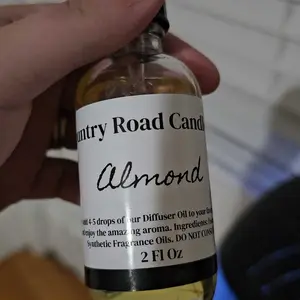 untry Road Candl
Almond
4-5 drops of our Diffuser Oil to your
enjoy the amazing aroma. Ingredients:
Synthetic Fragrance Oils. DO NOT CONSU
2 Fl Oz